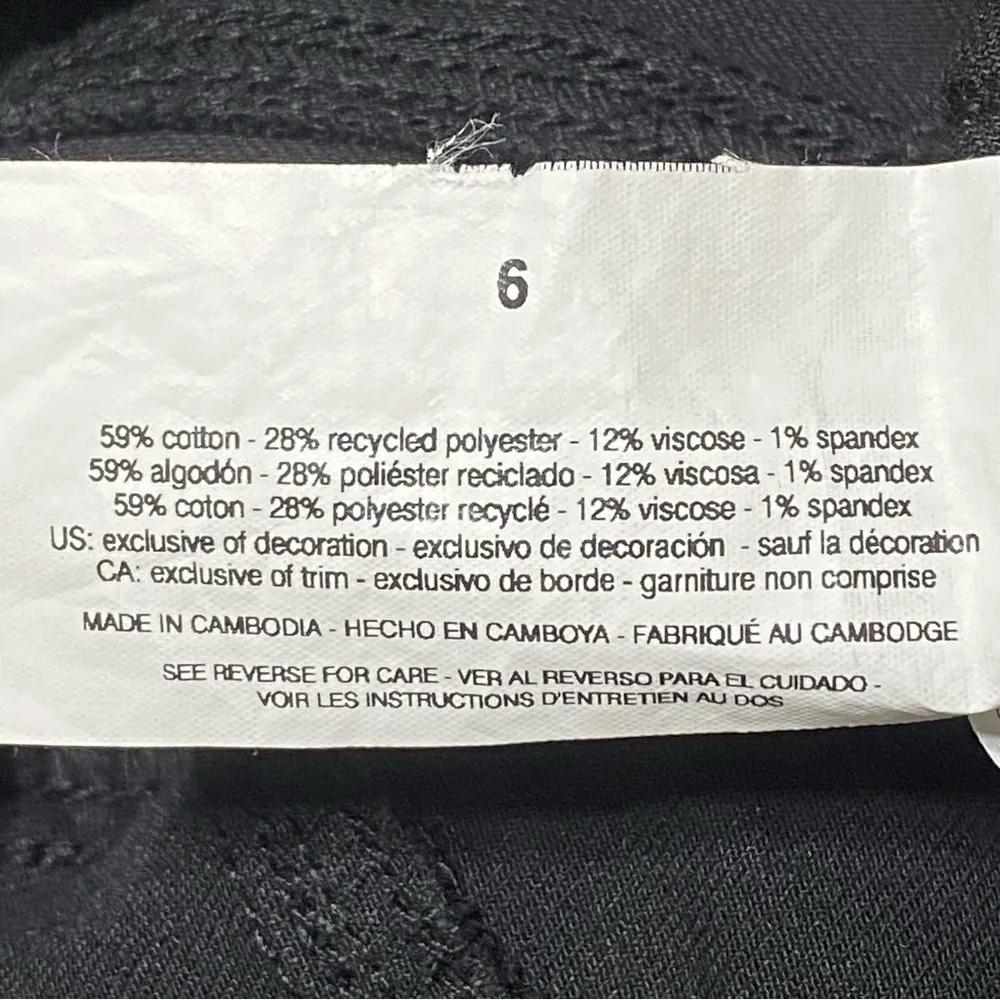 6
59% cotton - 28% recycled polyester - 12% viscose - 1% spandex
59% algodón - 28% poliéster reciclado - 12% viscosa - 1% spandex
59% coton - 28% polyester recyclé - 12% viscose - 1% spandex
US: exclusive of decoration - exclusivo de decoración - sauf la décoration
CA: exclusive of trim - exclusivo de borde - garniture non comprise
MADE IN CAMBODIA - HECHO EN CAMBOYA - FABRIQUÉ AU CAMBODGE
SEE REVERSE FOR CARE - VER AL REVERSO PARA EL CUIDADO -
VOIR LES INSTRUCTIONS D'ENTRETIEN AU DOS